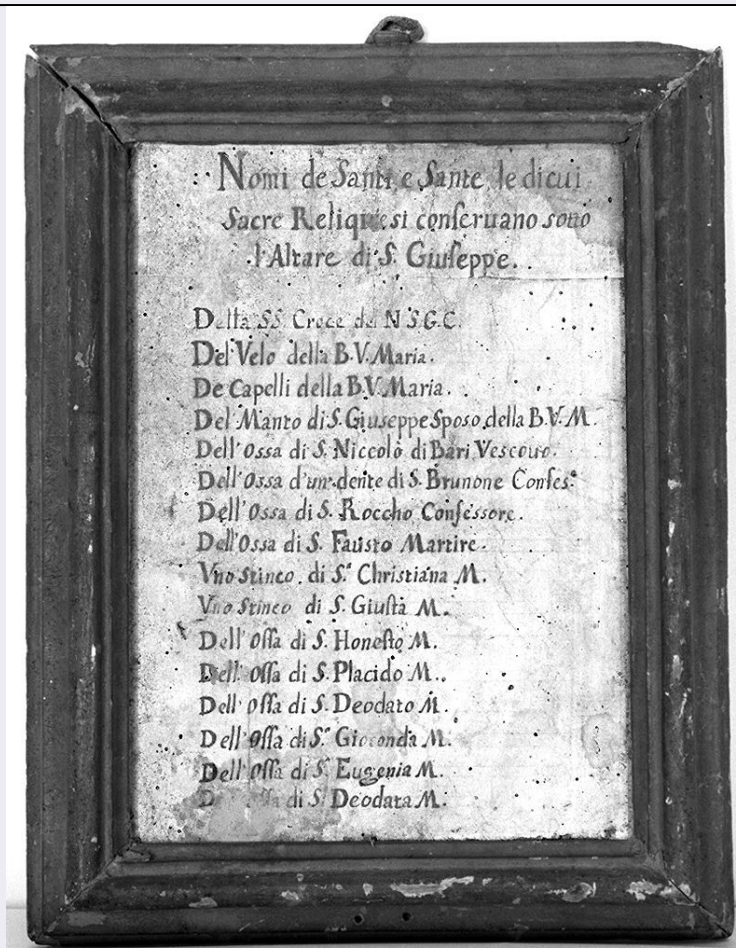 Nomi de Santi, e Sante, le di cui
Sacre Reliquie si conseruano sotto
l'Altare di S. Giuseppe.
Della SS. Croce de N.S.G.C.
Del Velo della B.V. Maria.
De Capelli della B.V. Maria.
Del Manto di S. Giuseppe Sposo della B.V.M.
Dell'Ossa di S. Niccolò di Bari Vescouo.
Dell'Ossa d'un dente di S. Brunone Confes.
Dell'Ossa di S. Roccho Confessore.
Dell'Ossa di S. Fausto Martire.
Vno Stinco di S.ª Christiana M.
Vno Stinco di S. Giusta M.
Dell'Ossa di S. Honesto M.
Dell'Ossa di S. Placido M.
Dell'Ossa di S. Deodato M.
Dell'Ossa di S.ª Gioconda M.
Dell'Ossa di S.ª Eugenia M.
di S. Deodata M.